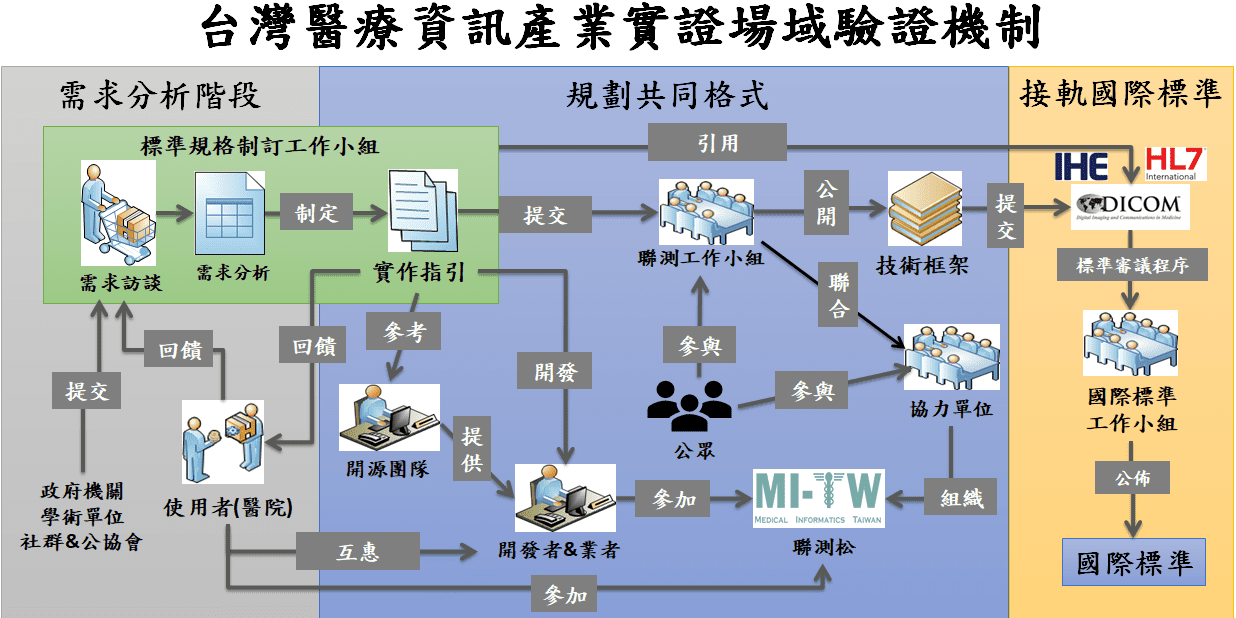 台灣醫療資訊產業實證場域驗證機制
需求分析階段
規劃共同格式
接軌國際標準
標準規格制訂工作小組
引用
IHE
HL7
International
制定
提交
公開
提交
DICOM
Digital Imaging and Communications in Medicine
需求訪談
需求分析
實作指引
聯測工作小組
技術框架
標準審議程序
聯合
回饋
回饋
參考
開發
參與
參與
提交
協力單位
國際標準
工作小組
公眾
開源團隊
提供
公佈
政府機關
學術單位
社群&公協會
使用者(醫院)
參加
MI-TW
MEDICAL INFORMATICS TAIWAN
組織
互惠
開發者&業者
聯測松
國際標準
參加